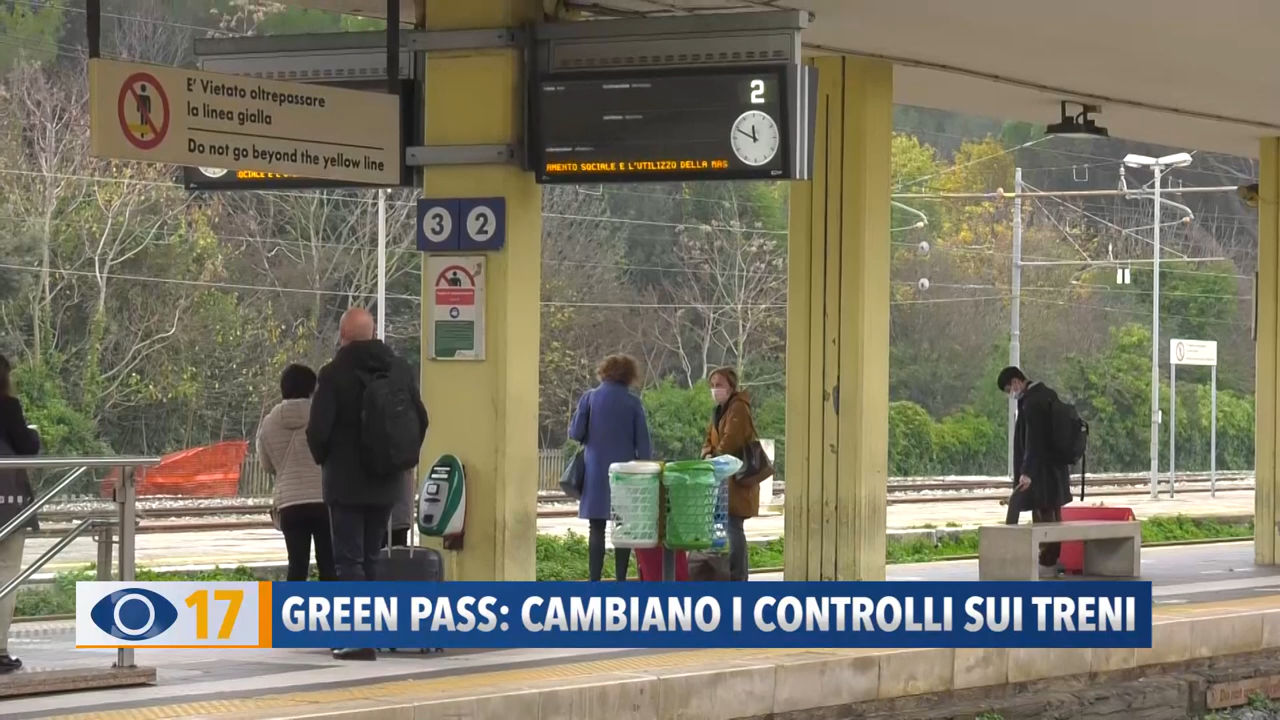 E' Vietato oltrepassare
la linea gialla
Do not go beyond the yellow line
2
AMENTO SOCIALE E L'UTILIZZO DELLA MAS
3 2
17
GREEN PASS: CAMBIANO I CONTROLLI SUI TRENI